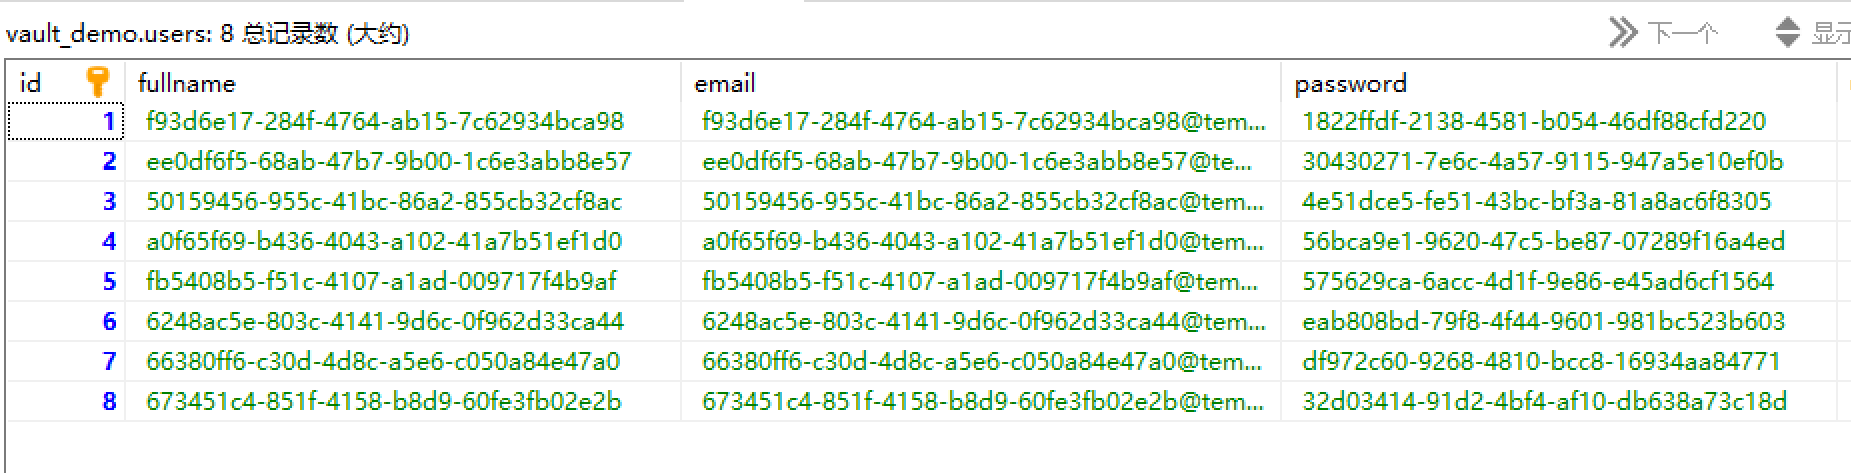 vault_demo.users: 8 总记录数 (大约) 下一个 显示
id fullname email password
1 f93d6e17-284f-4764-ab15-7c62934bca98 f93d6e17-284f-4764-ab15-7c62934bca98@tem... 1822ffdf-2138-4581-b054-46df88cfd220
2 ee0df6f5-68ab-47b7-9b00-1c6e3abb8e57 ee0df6f5-68ab-47b7-9b00-1c6e3abb8e57@te... 30430271-7e6c-4a57-9115-947a5e10ef0b
3 50159456-955c-41bc-86a2-855cb32cf8ac 50159456-955c-41bc-86a2-855cb32cf8ac@tem... 4e51dce5-fe51-43bc-bf3a-81a8ac6f8305
4 a0f65f69-b436-4043-a102-41a7b51ef1d0 a0f65f69-b436-4043-a102-41a7b51ef1d0@tem... 56bca9e1-9620-47c5-be87-07289f16a4ed
5 fb5408b5-f51c-4107-a1ad-009717f4b9af fb5408b5-f51c-4107-a1ad-009717f4b9af@tem... 575629ca-6acc-4d1f-9e86-e45ad6cf1564
6 6248ac5e-803c-4141-9d6c-0f962d33ca44 6248ac5e-803c-4141-9d6c-0f962d33ca44@tem... eab808bd-79f8-4f44-9601-981bc523b603
7 66380ff6-c30d-4d8c-a5e6-c050a84e47a0 66380ff6-c30d-4d8c-a5e6-c050a84e47a0@tem... df972c60-9268-4810-bcc8-16934aa84771
8 673451c4-851f-4158-b8d9-60fe3fb02e2b 673451c4-851f-4158-b8d9-60fe3fb02e2b@tem... 32d03414-91d2-4bf4-af10-db638a73c18d